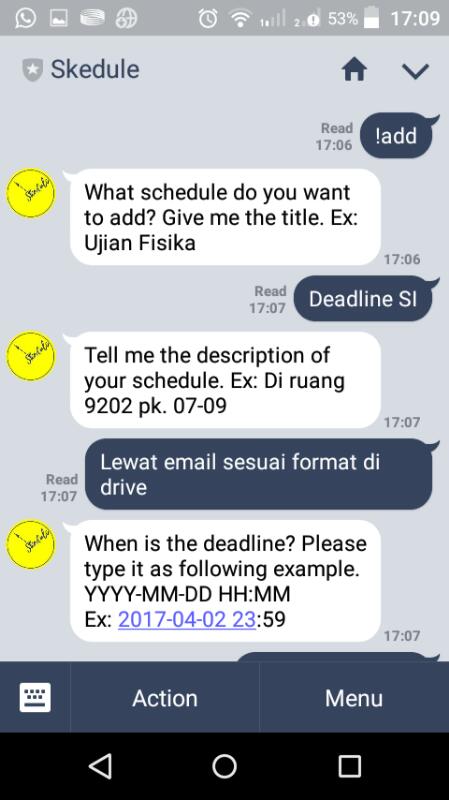 53% 17:09
Skedule
Read
17:06
!add
What schedule do you want
to add? Give me the title. Ex:
Ujian Fisika
17:06
Read
17:07
Deadline SI
Tell me the description of
your schedule. Ex: Di ruang
9202 pk. 07-09
17:07
Lewat email sesuai format di
drive
Read
17:07
When is the deadline? Please
type it as following example.
YYYY-MM-DD HH:MM
Ex: 2017-04-02 23:59
17:07
Action
Menu